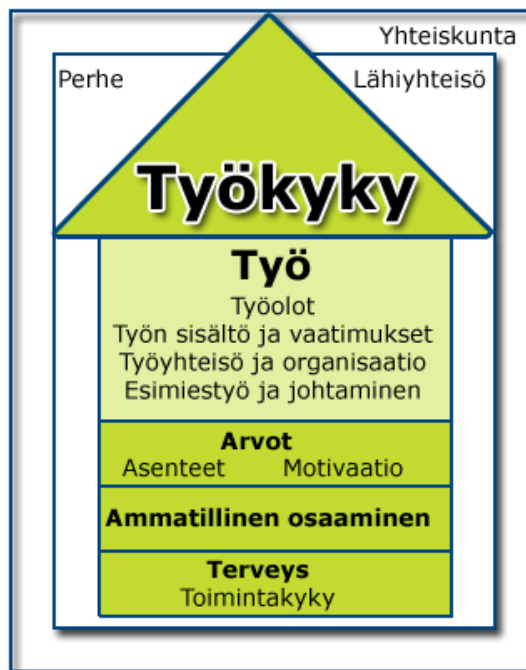 Yhteiskunta
Perhe
Lähiyhteisö
Työkyky
Työ
Työolot
Työn sisältö ja vaatimukset
Työyhteisö ja organisaatio
Esimiestyö ja johtaminen
Arvot
Asenteet Motivaatio
Ammatillinen osaaminen
Terveys
Toimintakyky